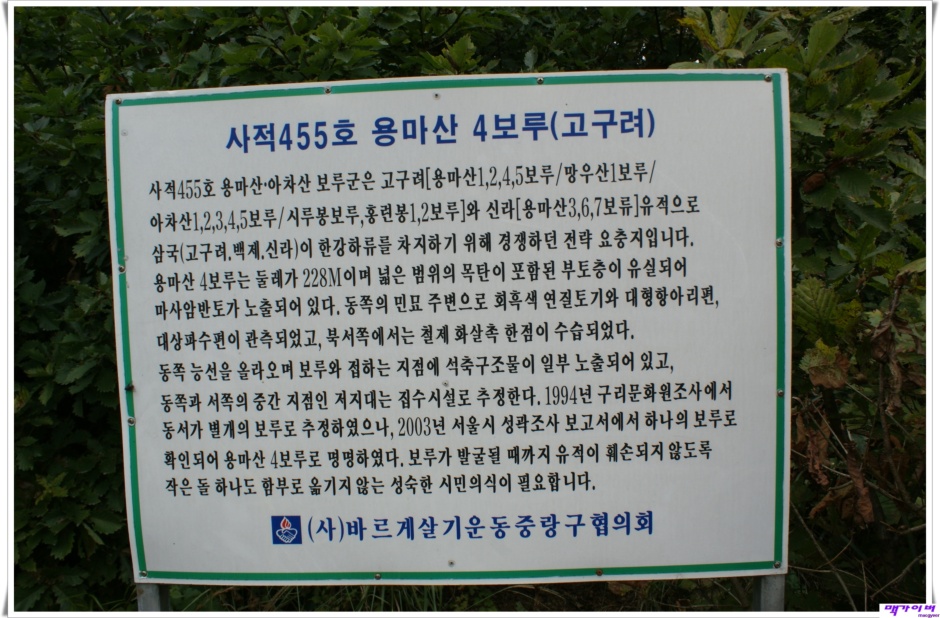 사적455호 용마산 4보루(고구려)
사적455호 용마산·아차산 보루군은 고구려[용마산1,2,4,5보루/망우산1보루/
아차산1,2,3,4,5보루/시루봉보루,홍련봉1,2보루]와 신라[용마산3,6,7보류]유적으로
삼국(고구려.백제.신라)이 한강하류를 차지하기 위해 경쟁하던 전략 요충지입니다.
용마산 4보루는 둘레가 228M이며 넓은 범위의 목탄이 포함된 부토층이 유실되어
마사암반토가 노출되어 있다. 동쪽의 민묘 주변으로 회흑색 연질토기와 대형항아리편,
대상파수편이 관측되었고, 북서쪽에서는 철제 화살촉 한점이 수습되었다.
동쪽 능선을 올라오며 보루와 접하는 지점에 석축구조물이 일부 노출되어 있고,
동쪽과 서쪽의 중간 지점인 저지대는 집수시설로 추정한다. 1994년 구리문화원조사에서
동서가 별개의 보루로 추정하였으나, 2003년 서울시 성곽조사 보고서에서 하나의 보루로
확인되어 용마산 4보루로 명명하였다. 보루가 발굴될 때까지 유적이 훼손되지 않도록
작은 돌 하나도 함부로 옮기지 않는 성숙한 시민의식이 필요합니다.
(사)바르게살기운동중랑구협의회
메가이버